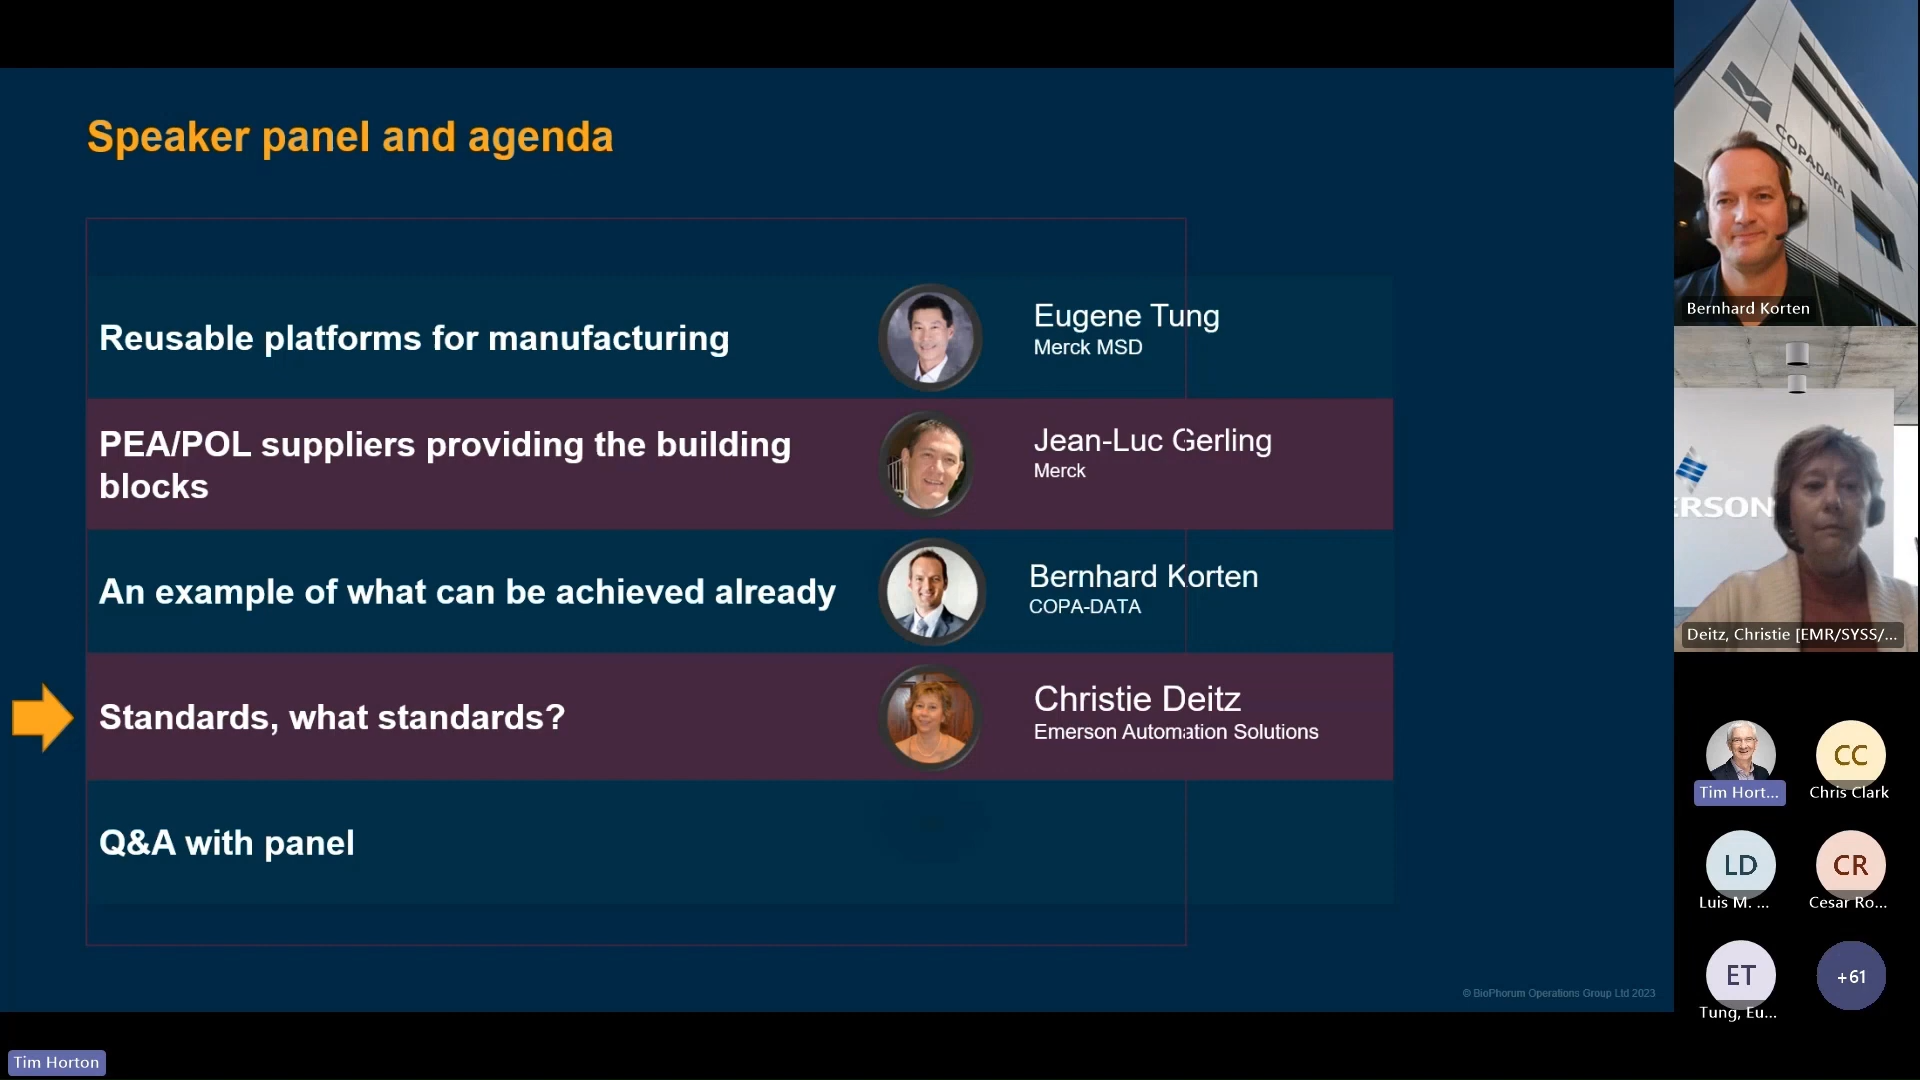 Speaker panel and agenda
Reusable platforms for manufacturing
Eugene Tung
Merck MSD
PEA/POL suppliers providing the building
blocks
Jean-Luc Gerling
Merck
An example of what can be achieved already
Bernhard Korten
COPA-DATA
Standards, what standards?
Christie Deitz
Emerson Automation Solutions
Q&A with panel
© BioPhorum Operations Group Ltd 2023
Tim Horton
COPADATA
Bernhard Korten
ERSON
Deitz, Christie [EMR/SYSS/...
Tim Hort...
CC
Chris Clark
LD
Luis M. ...
CR
Cesar Ro...
ET
Tung, Eu...
+61